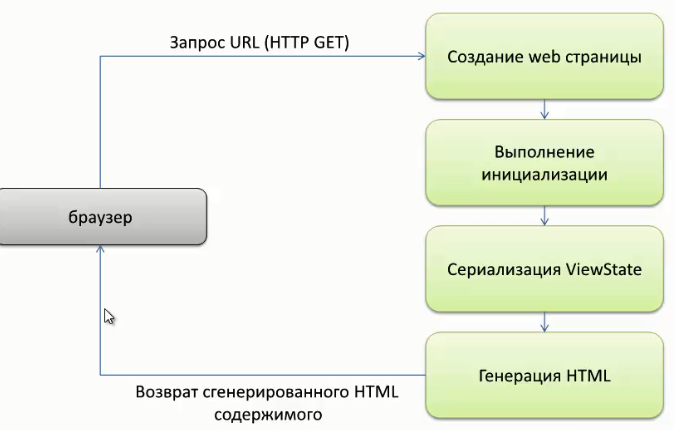 Запрос URL (HTTP GET)
Создание web страницы
Выполнение
инициализации
браузер
Сериализация ViewState
Генерация HTML
Возврат сгенерированного HTML
содержимого